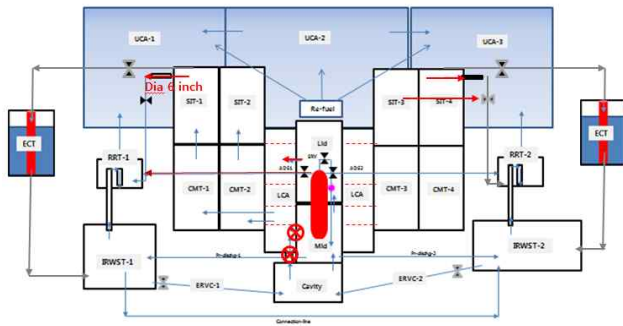 UCA-1
UCA-2
UCA-3
Dia 6 inch
SIT-1
SIT-2
Re-fuel
SIT-3
SIT-4
ECT
Lid
ECT
RRT-1
RRT-2
ADS1
ADS2
CMT-1
CMT-2
LCA
LCA
CMT-3
CMT-4
Mid
IRWST-1
IRWST-2
ERVC-1
Cavity
ERVC-2
Connection-line